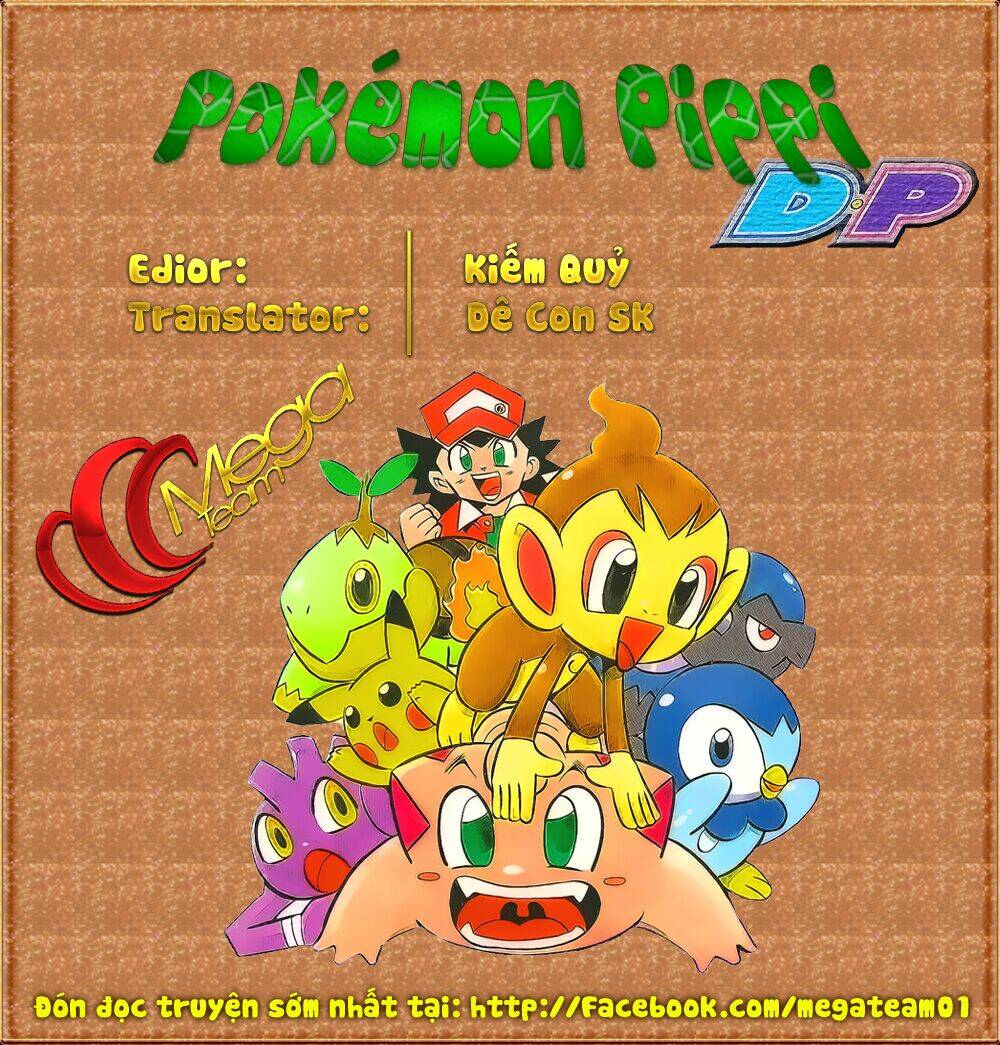 Pokémon Pippi
D·P
Edior: Kiếm Quỷ
Translator: Dê Con SK
Mega
Team
Đón đọc truyện sớm nhất tại: http://Facebook.com/megateam01